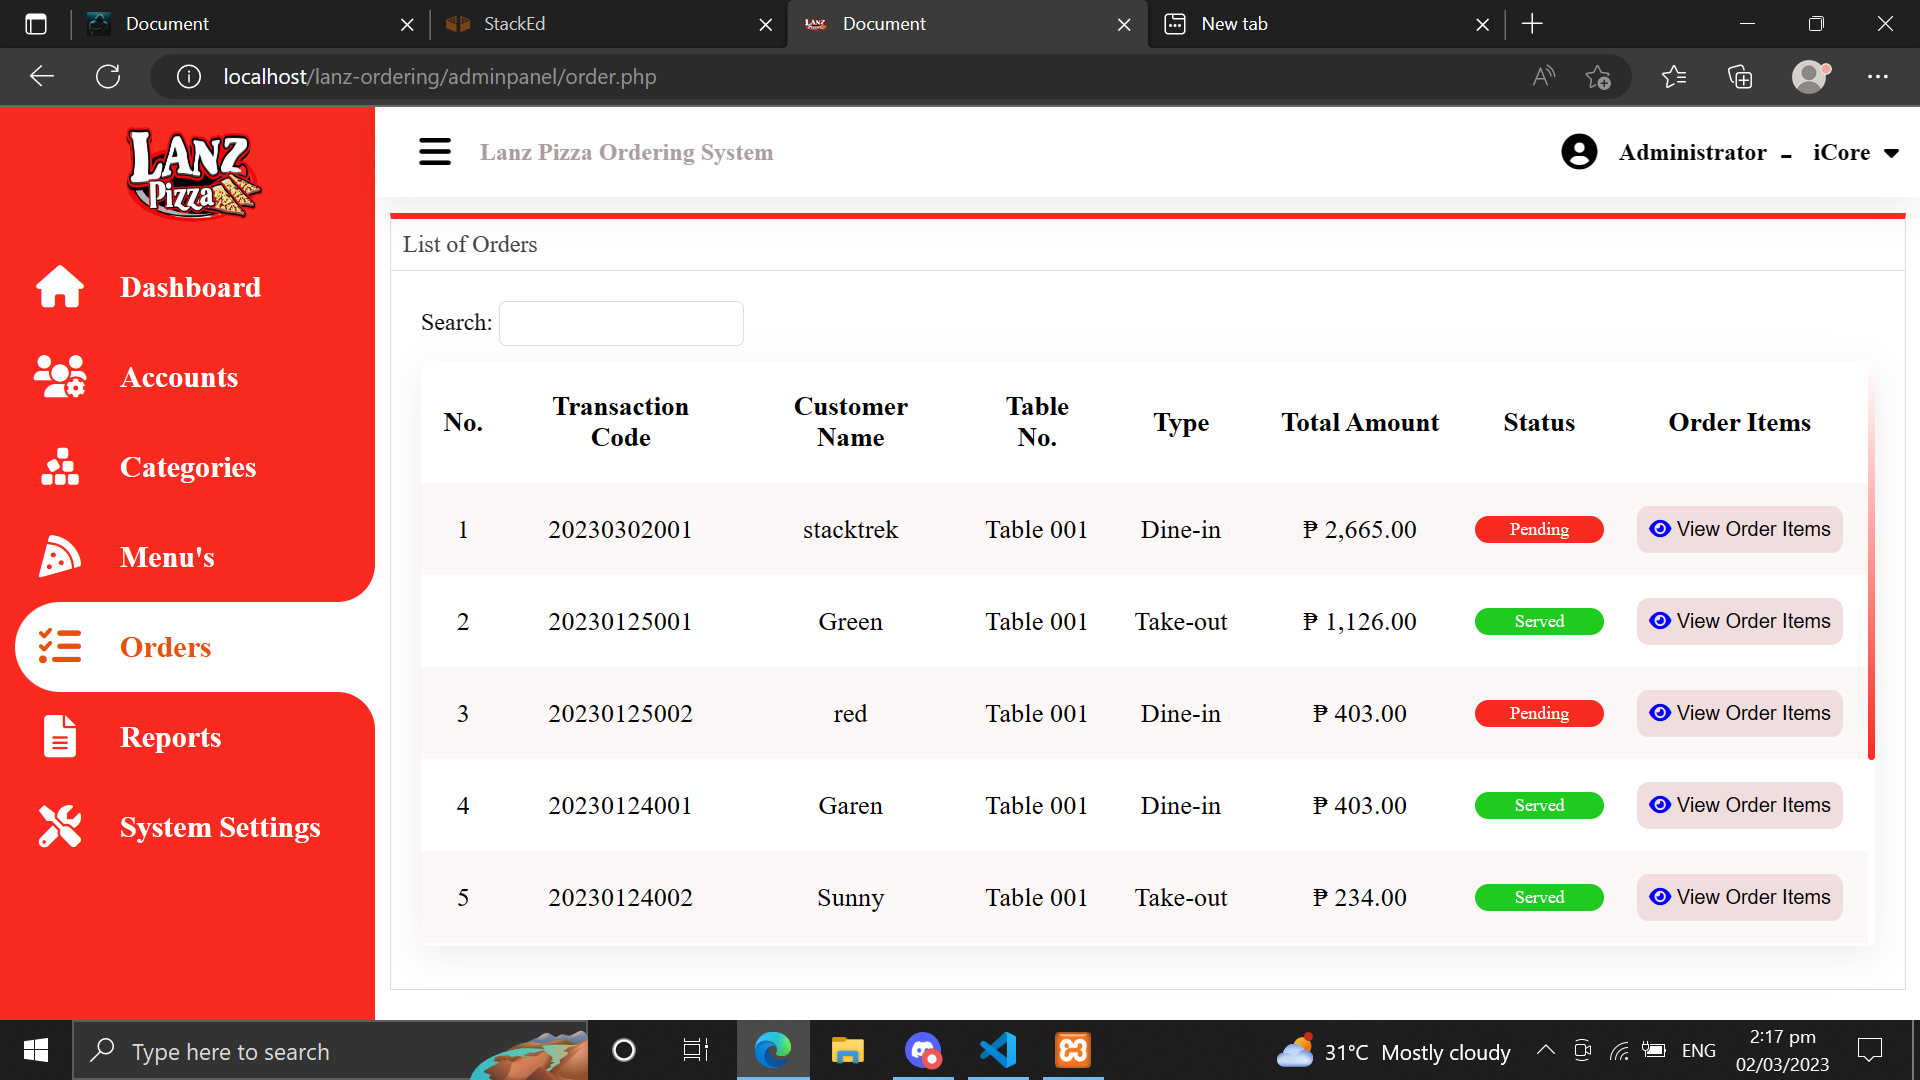 Document
StackEd
Document
New tab
localhost/lanz-ordering/adminpanel/order.php
LANZ
Pizza
Lanz Pizza Ordering System
Administrator - iCore
Dashboard
Accounts
Categories
Menu's
Orders
Reports
System Settings
List of Orders
Search:
No. Transaction Code Customer Name Table No. Type Total Amount Status Order Items
1 20230302001 stacktrek Table 001 Dine-in ₱ 2,665.00 Pending View Order Items
2 20230125001 Green Table 001 Take-out ₱ 1,126.00 Served View Order Items
3 20230125002 red Table 001 Dine-in ₱ 403.00 Pending View Order Items
4 20230124001 Garen Table 001 Dine-in ₱ 403.00 Served View Order Items
5 20230124002 Sunny Table 001 Take-out ₱ 234.00 Served View Order Items
Type here to search
31°C Mostly cloudy
ENG
2:17 pm
02/03/2023